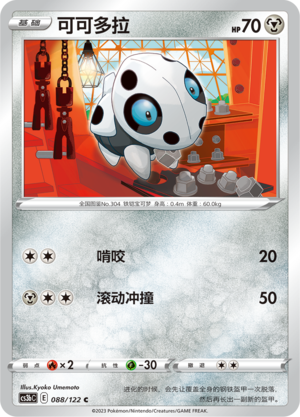 基础 可可多拉 HP70
全国图鉴No.304 铁铠宝可梦 身高：0.4m 体重：60.0kg
啃咬 20
滚动冲撞 50
弱点 ×2 抗性 -30 撤退
Illus.Kyoko Umemoto
CS3bC E 088/122 C
进化的时候，会先让覆盖全身的钢铁盔甲一次脱落，
然后再长出一副新的盔甲。
©2023 Pokémon/Nintendo/Creatures/GAME FREAK.